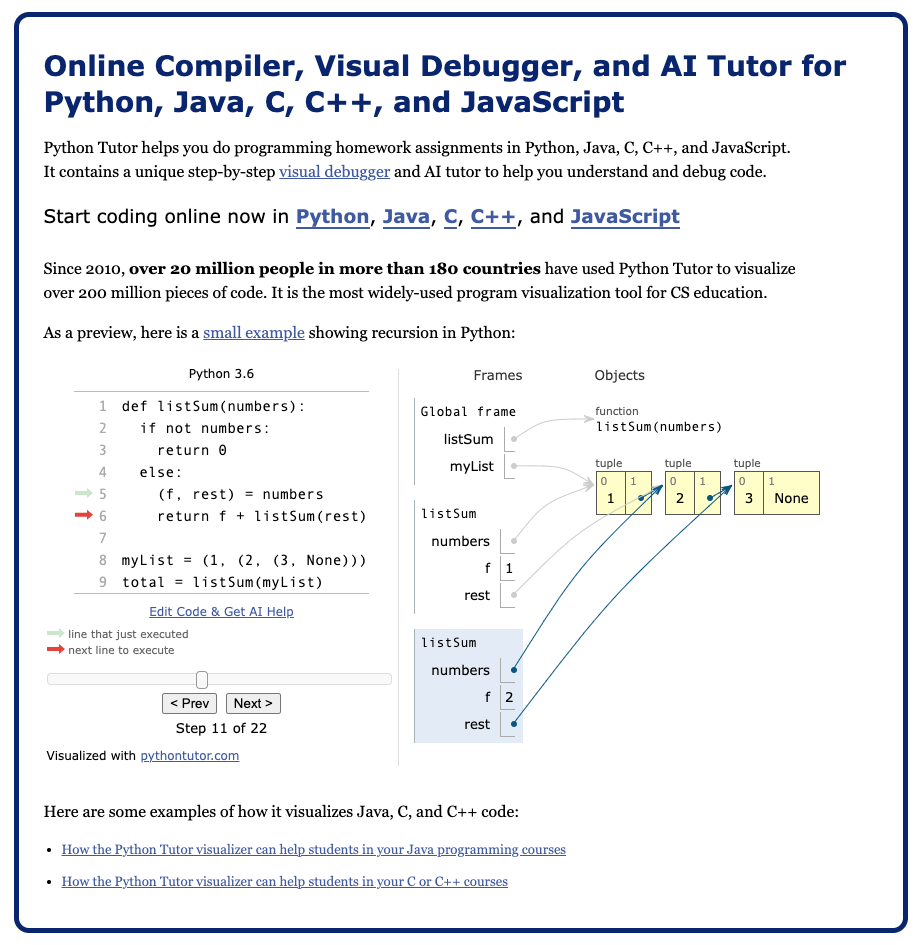 Online Compiler, Visual Debugger, and AI Tutor for
Python, Java, C, C++, and JavaScript
Python Tutor helps you do programming homework assignments in Python, Java, C, C++, and JavaScript.
It contains a unique step-by-step visual debugger and AI tutor to help you understand and debug code.
Start coding online now in Python, Java, C, C++, and JavaScript
Since 2010, over 20 million people in more than 180 countries have used Python Tutor to visualize
over 200 million pieces of code. It is the most widely-used program visualization tool for CS education.
As a preview, here is a small example showing recursion in Python:
Python 3.6
1 def listSum(numbers):
2   if not numbers:
3     return 0
4   else:
5     (f, rest) = numbers
6     return f + listSum(rest)
7
8 myList = (1, (2, (3, None)))
9 total = listSum(myList)
Edit Code & Get AI Help
line that just executed
next line to execute
< Prev Next >
Step 11 of 22
Visualized with pythontutor.com
Frames Objects
Global frame
listSum
myList
function
listSum(numbers)
tuple tuple tuple
0 1 0 1 0 1
1 2 3 None
listSum
numbers
f 1
rest
listSum
numbers
f 2
rest
Here are some examples of how it visualizes Java, C, and C++ code:
• How the Python Tutor visualizer can help students in your Java programming courses
• How the Python Tutor visualizer can help students in your C or C++ courses